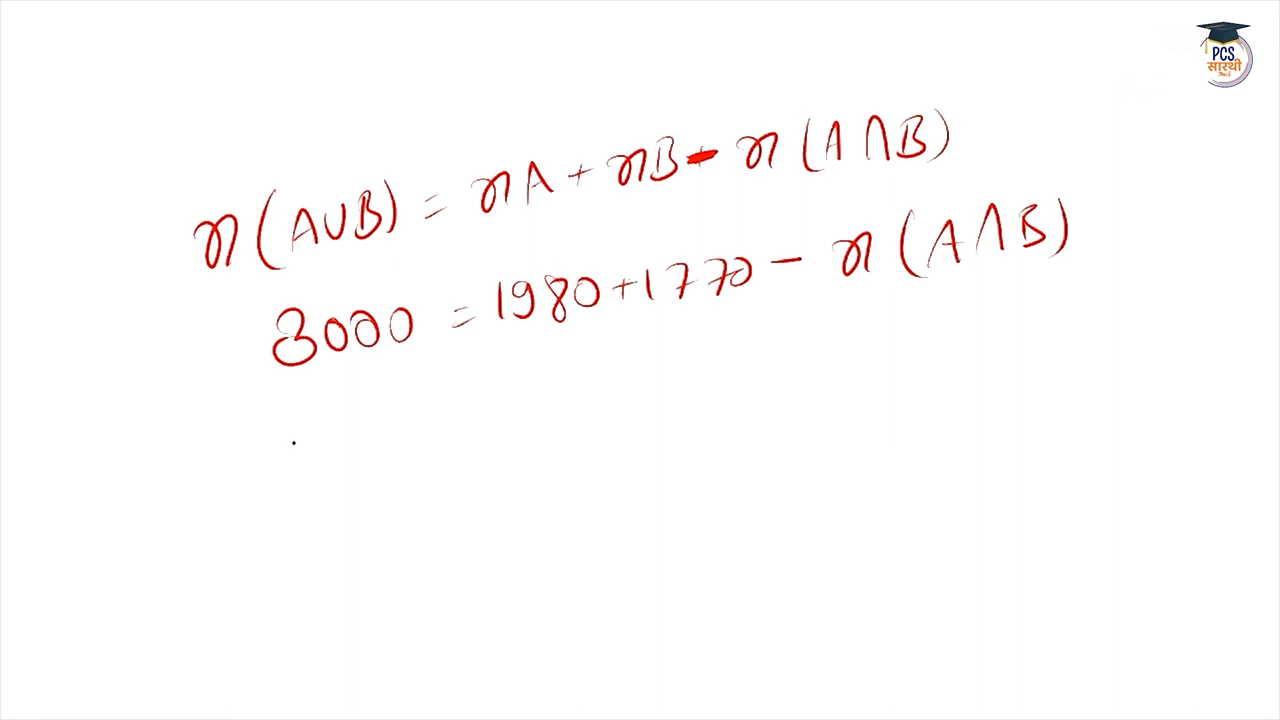 PCS
सारथी
n(A∪B) = nA + nB - n(A∩B)
3000 = 1980 + 1770 - n(A∩B)